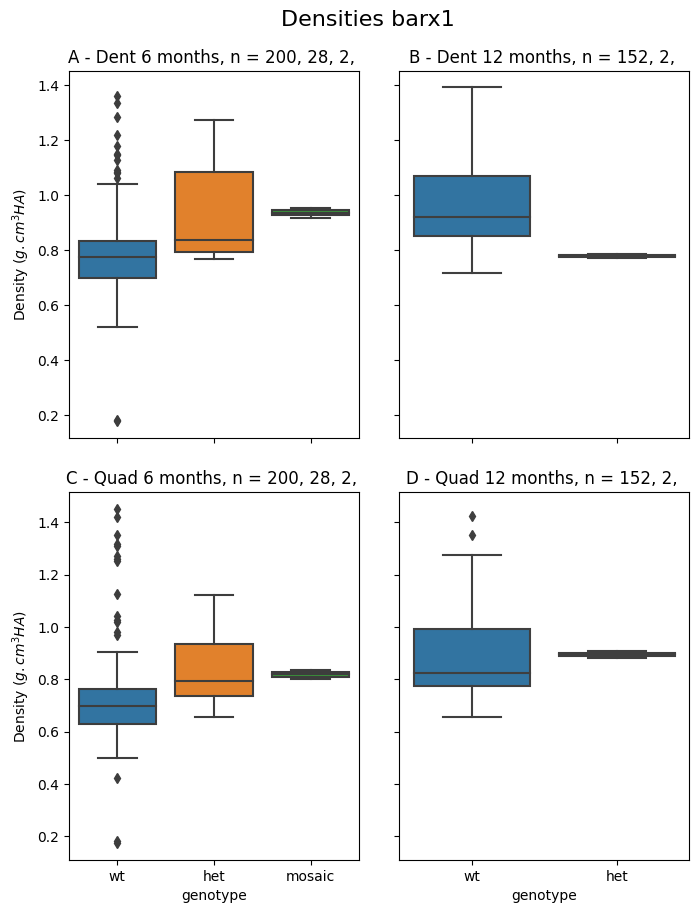 Densities barx1
A - Dent 6 months, n = 200, 28, 2,
B - Dent 12 months, n = 152, 2,
1.4
1.2
1.0
0.8
0.6
0.4
0.2
Density (g.cm³HA)
C - Quad 6 months, n = 200, 28, 2,
D - Quad 12 months, n = 152, 2,
1.4
1.2
1.0
0.8
0.6
0.4
0.2
Density (g.cm³HA)
wt het mosaic
genotype
wt het
genotype